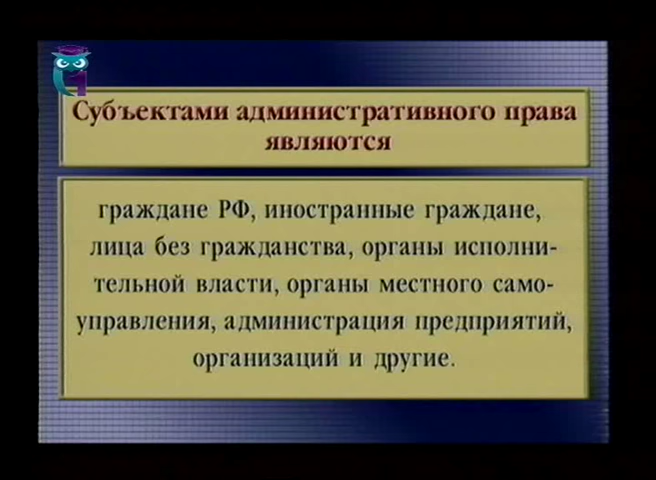 Субъектами административного права
являются
граждане РФ, иностранные граждане,
лица без гражданства, органы исполни-
тельной власти, органы местного само-
управления, администрация предприятий,
организаций и другие.